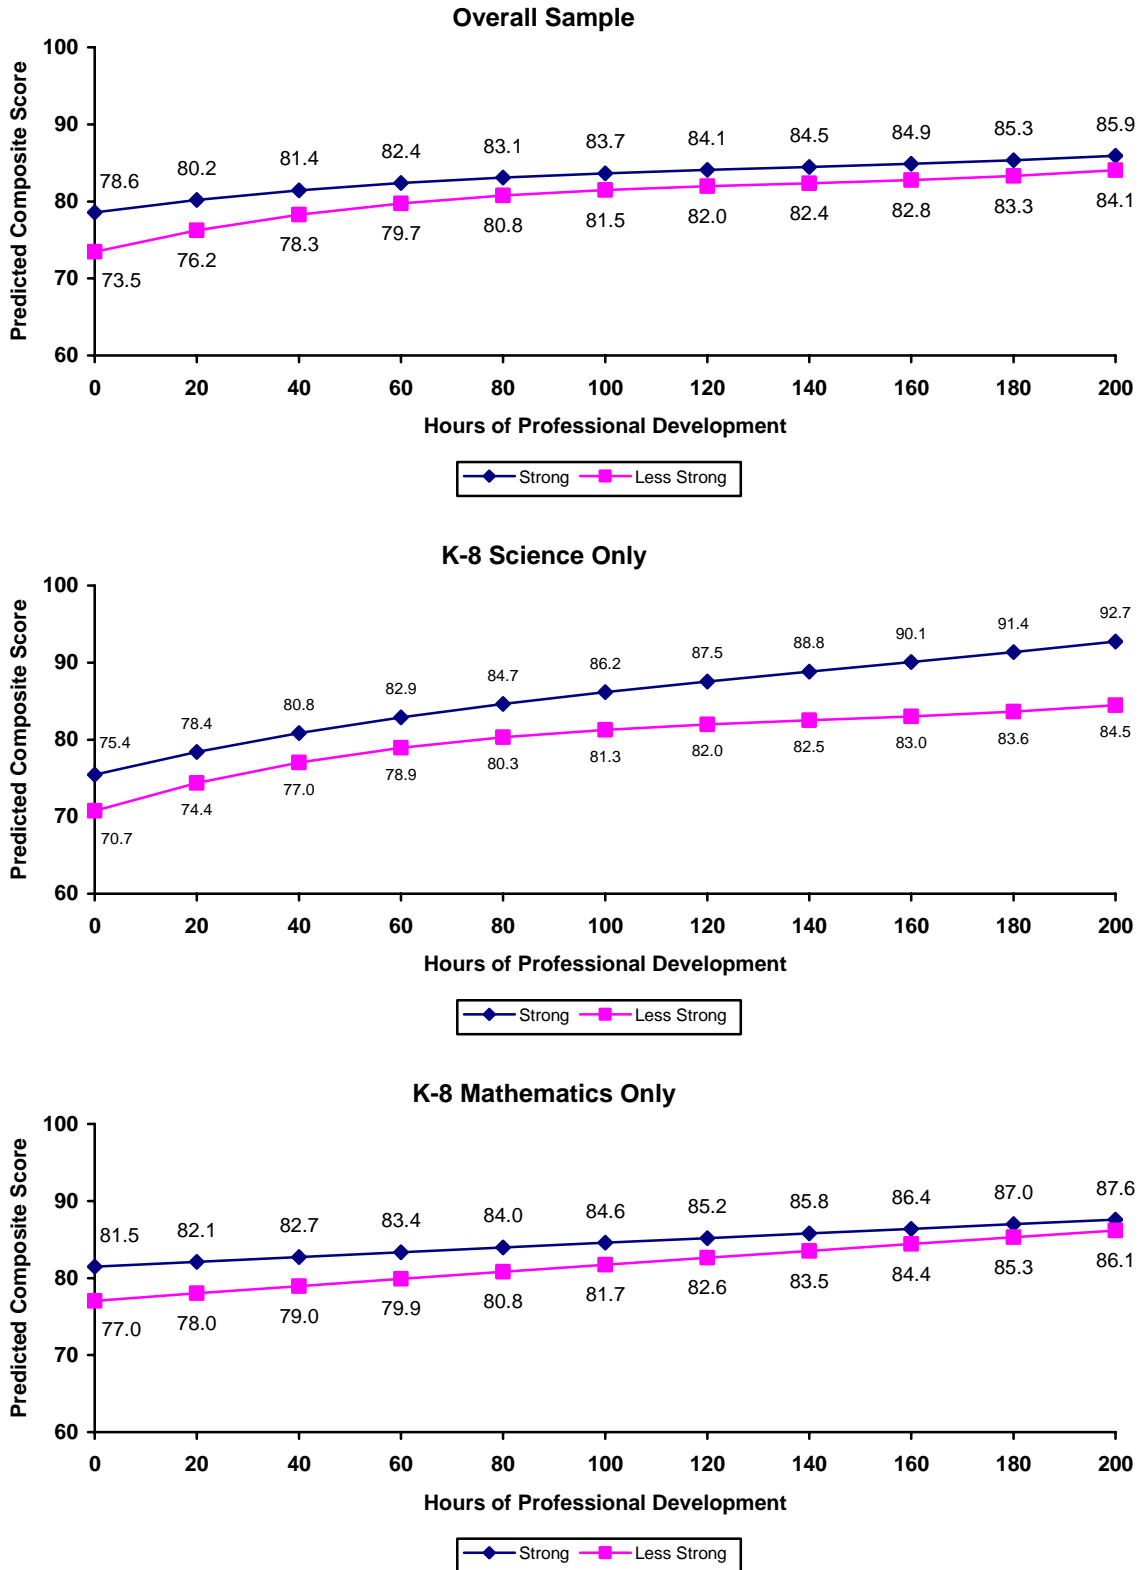 Overall Sample
Predicted Composite Score
100
90
80
70
60
78.6 80.2 81.4 82.4 83.1 83.7 84.1 84.5 84.9 85.3 85.9
73.5 76.2 78.3 79.7 80.8 81.5 82.0 82.4 82.8 83.3 84.1
0 20 40 60 80 100 120 140 160 180 200
Hours of Professional Development
Strong Less Strong
K-8 Science Only
Predicted Composite Score
100
90
80
70
60
75.4 78.4 80.8 82.9 84.7 86.2 87.5 88.8 90.1 91.4 92.7
70.7 74.4 77.0 78.9 80.3 81.3 82.0 82.5 83.0 83.6 84.5
0 20 40 60 80 100 120 140 160 180 200
Hours of Professional Development
Strong Less Strong
K-8 Mathematics Only
Predicted Composite Score
100
90
80
70
60
81.5 82.1 82.7 83.4 84.0 84.6 85.2 85.8 86.4 87.0 87.6
77.0 78.0 79.0 79.9 80.8 81.7 82.6 83.5 84.4 85.3 86.1
0 20 40 60 80 100 120 140 160 180 200
Hours of Professional Development
Strong Less Strong